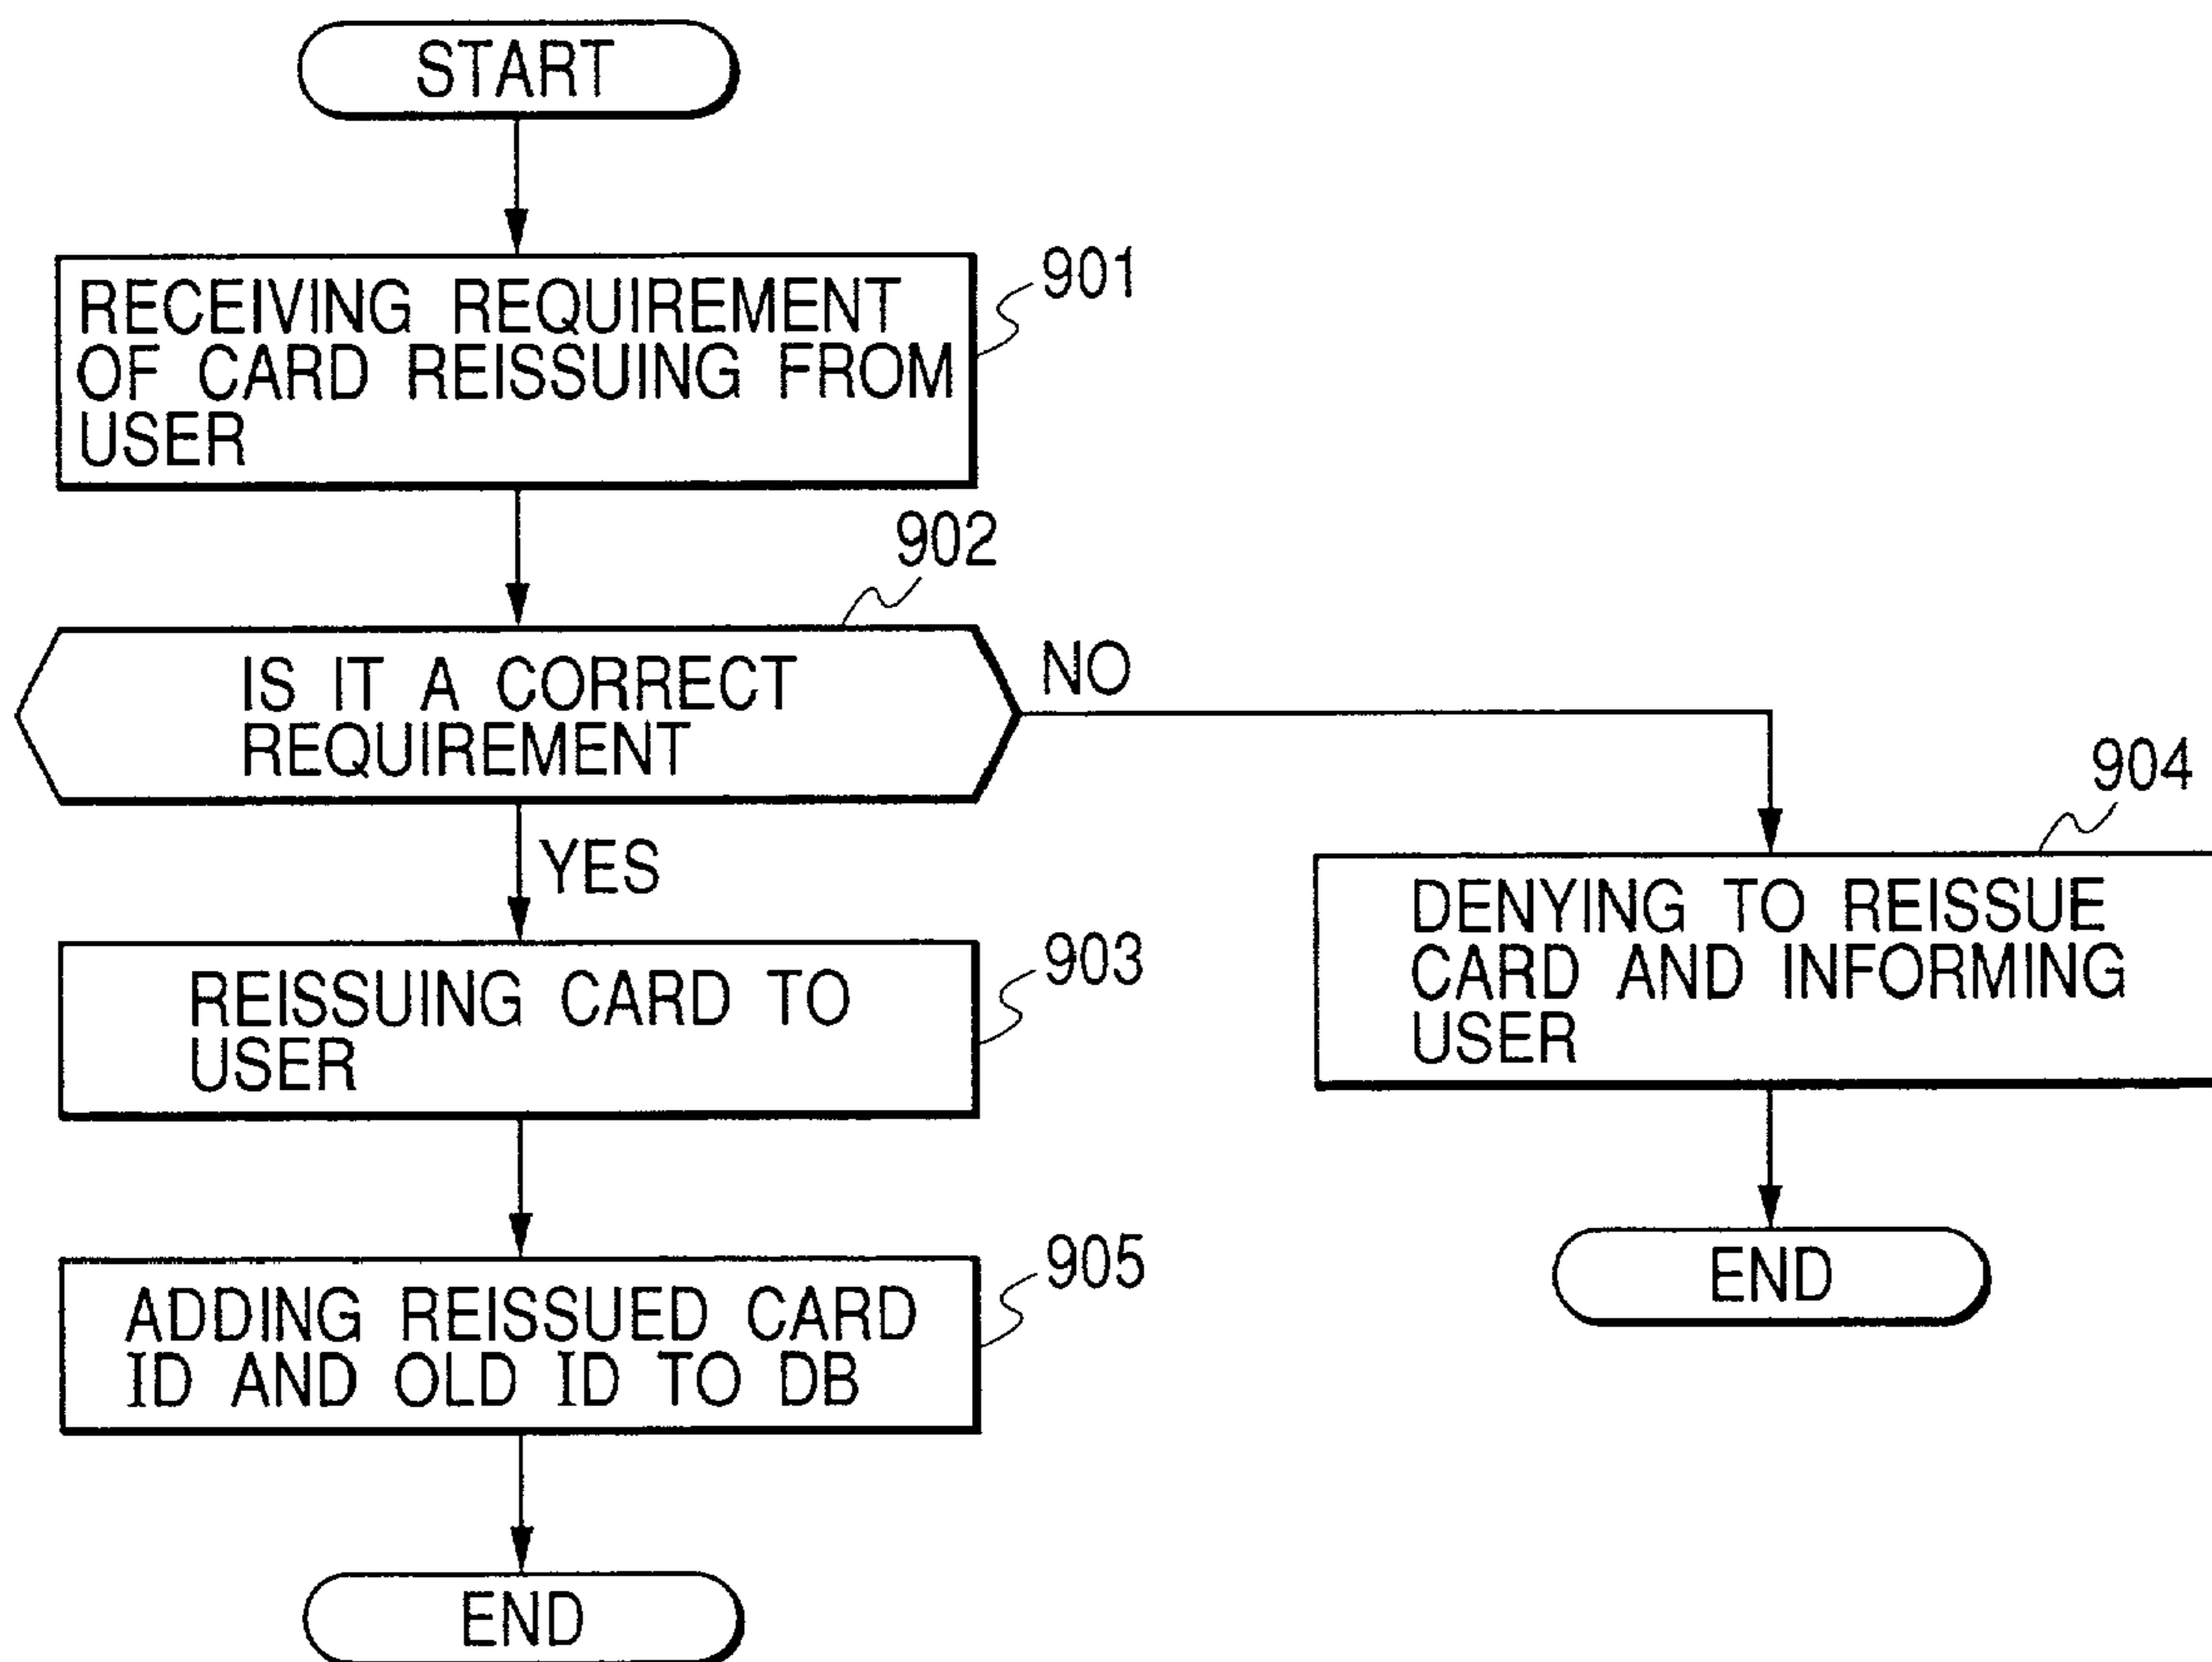 START
RECEIVING REQUIREMENT
OF CARD REISSUING FROM
USER
901
902
IS IT A CORRECT
REQUIREMENT
NO
YES
904
DENYING TO REISSUE
CARD AND INFORMING
USER
903
REISSUING CARD TO
USER
905
ADDING REISSUED CARD
ID AND OLD ID TO DB
END
END